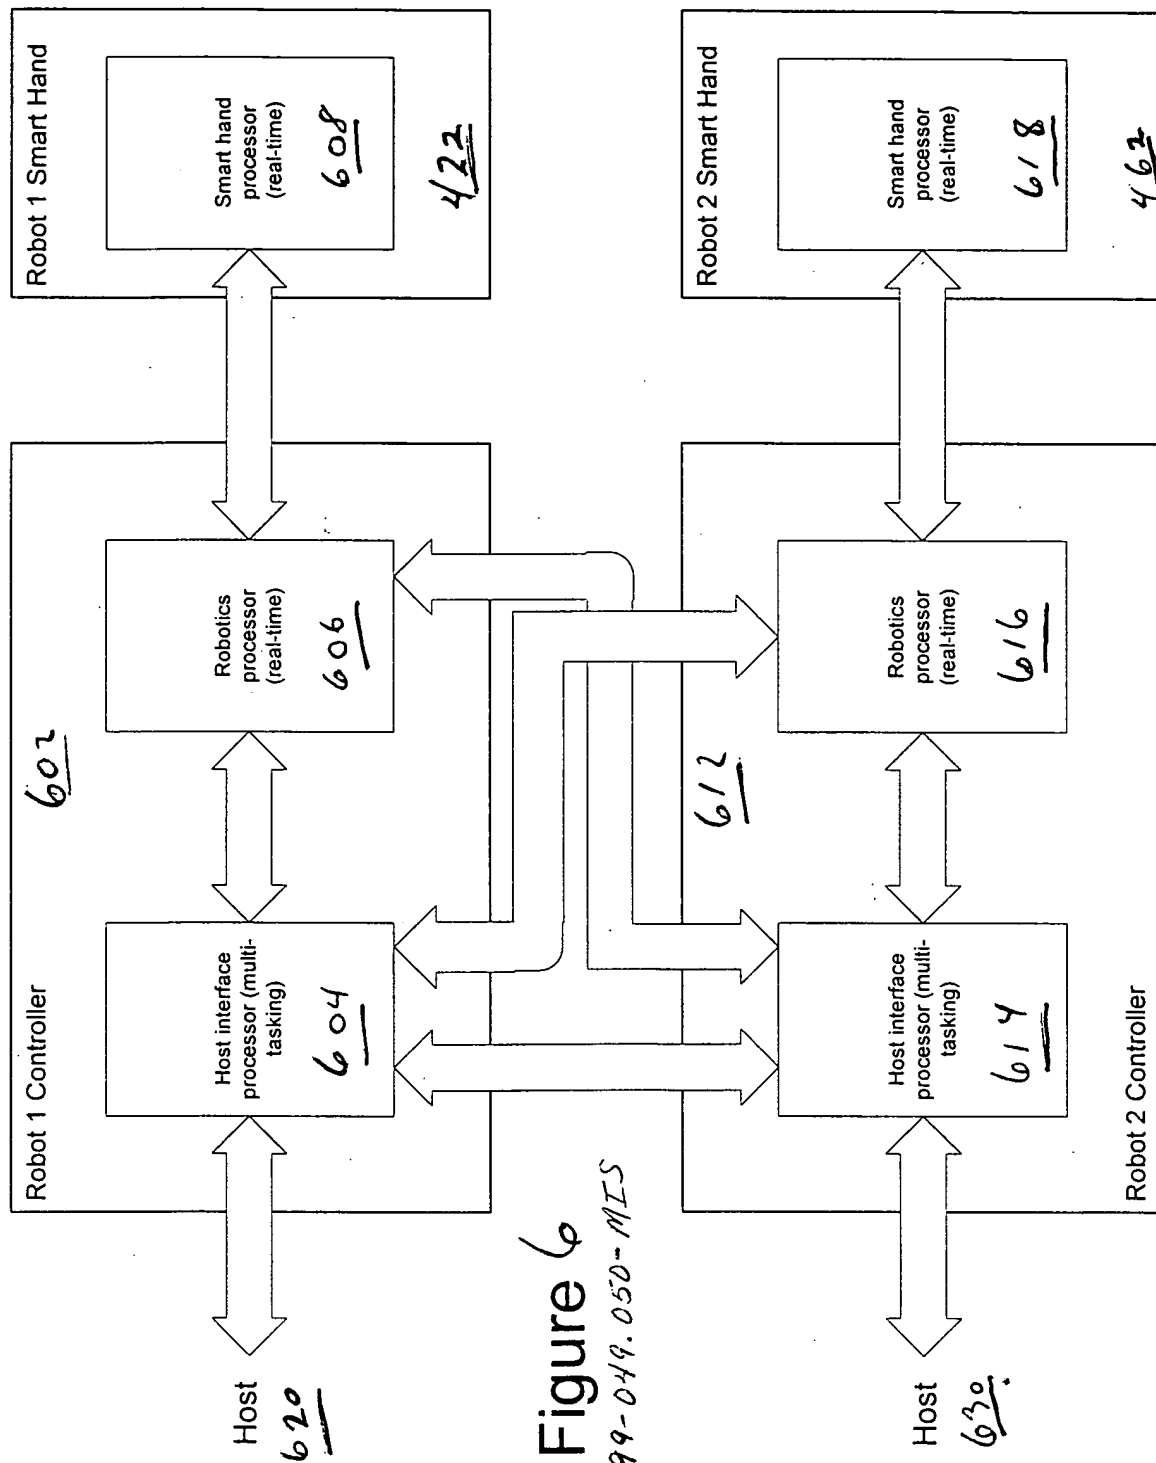 Robot 1 Controller
602
Host
620
Host interface
processor (multi-
tasking)
604
Robotics
processor
(real-time)
606
Robot 1 Smart Hand
Smart hand
processor
(real-time)
608
422
Figure 6
99-049.050-MIS
612
Host
630.
Host interface
processor (multi-
tasking)
614
Robotics
processor
(real-time)
616
Robot 2 Controller
Robot 2 Smart Hand
Smart hand
processor
(real-time)
618
462